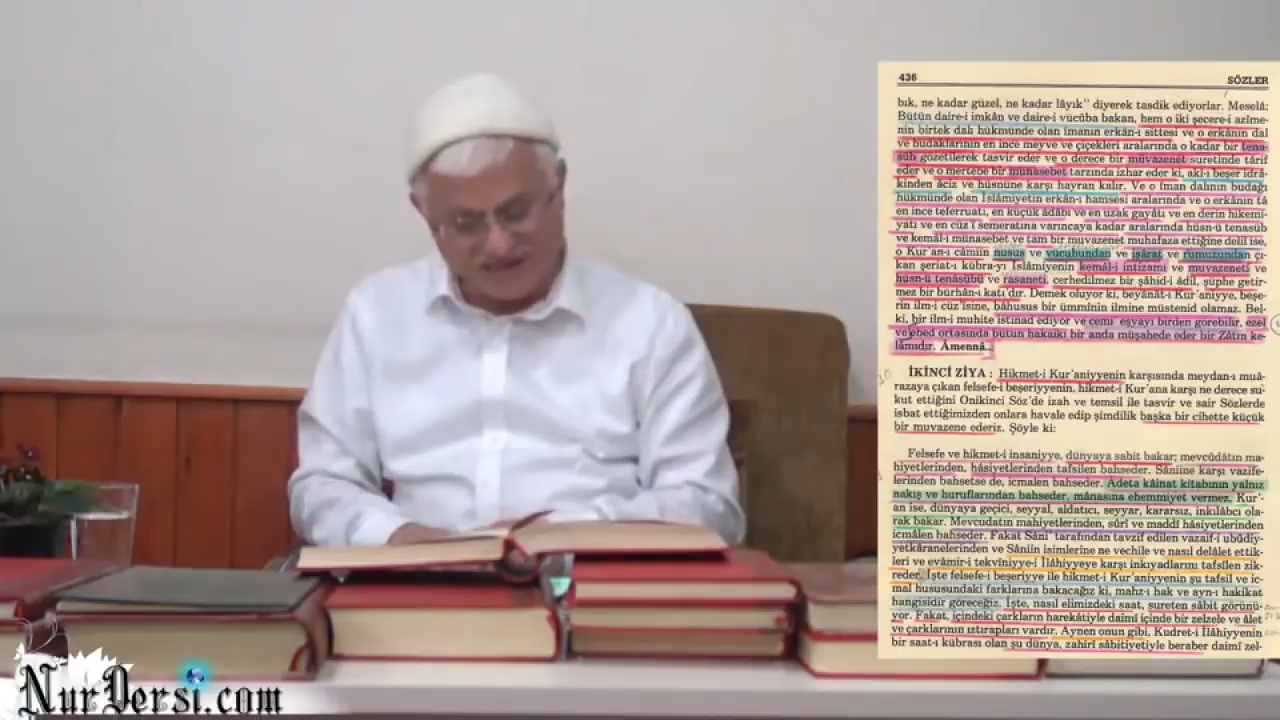 436 SÖZLER
bık, ne kadar güzel, ne kadar lâyık" diyerek tasdik ediyorlar. Meselâ:
Bütün daire-i imkân ve daire-i vücûba bakan, hem o iki şecere-i azîme-
nin birtek dalı hükmünde olan îmanın erkân-ı sittesi ve o erkânın dal
ve budaklarının en ince meyve ve çiçekleri aralarında o kadar bir tena-
süb gözetilerek tasvir eder ve o derece bir müvazenet suretinde târif
eder ve o mertebe bir münasebet tarzında izhar eder ki, akl-ı beşer idrâ-
kinden âciz ve hüsnüne karşı hayran kalır. Ve o îman dalının budağı
hükmünde olan İslâmiyetin erkân-ı hamsesi aralarında ve o erkânın tâ
en ince teferruatı, en küçük âdâbı ve en uzak gayâtı ve en derin hikemi-
yatı ve en cüz'î semeratına varıncaya kadar aralarında hüsn-ü tenasüb
ve kemâl-i münasebet ve tam bir muvazenet muhafaza ettiğine delil ise,
o Kur'an-ı câmiin nusus ve vücuhundan ve işârat ve rumuzundan çı-
kan şeriat-ı kübra-yı İslâmiyenin kemâl-i intizamı ve muvazeneti ve
hüsn-ü tenâsübü ve rasaneti, cerhedilmez bir şâhid-i âdil, şüphe getir-
mez bir bürhân-ı katı'dır. Demek oluyor ki, beyânât-ı Kur'aniyye, beşe-
rin ilm-i cüz'îsine, bâhusus bir ümmînin ilmine müstenid olamaz. Bel-
ki, bir ilm-i muhite istinad ediyor ve cemi' eşyayı birden görebilir, ezel
ve ebed ortasında bütün hakaiki bir anda müşahede eder bir Zâtın ke-
lâmıdır. Âmennâ..
İKİNCİ ZİYA : Hikmet-i Kur'aniyyenin karşısında meydan-ı muâ-
razaya çıkan felsefe-i beşeriyyenin, hikmet-i Kur'ana karşı ne derece su-
kut ettiğini Onikinci Söz'de izah ve temsil ile tasvir ve sair Sözlerde
isbat ettiğimizden onlara havale edip şimdilik başka bir cihette küçük
bir muvazene ederiz. Şöyle ki:
Felsefe ve hikmet-i insaniyye, dünyaya sabit bakar; mevcûdâtın ma-
hiyetlerinden, hâsiyetlerinden tafsilen bahseder. Sâniine karşı vazife-
lerinden bahsetse de, icmalen bahseder. Adeta kâinat kitabının yalnız
nakış ve huruflarından bahseder, mânasına ehemmiyet vermez. Kur'-
an ise, dünyaya geçici, seyyal, aldatıcı, seyyar, kararsız, inkılâbcı ola-
rak bakar. Mevcudatın mahiyetlerinden, sûrî ve maddî hâsiyetlerinden
icmâlen bahseder. Fakat Sâni' tarafından tavzif edilen vazaif-i ubûdiy-
yetkâranelerinden ve Sâniin isimlerine ne vechile ve nasıl delâlet ettik-
leri ve evâmir-i tekvîniyye-i İlâhiyyeye karşı inkıyadlarını tafsîlen zik-
reder. İşte felsefe-i beşeriyye ile hikmet-i Kur'aniyyenin şu tafsil ve ic-
mal hususundaki farklarına bakacağız ki, mahz-ı hak ve ayn-ı hakikat
hangisidir göreceğiz. İşte, nasıl elimizdeki saat, sureten sâbit görünü-
yor. Fakat, içindeki çarkların harekâtiyle daimî içinde bir zelzele ve âlet
ve çarklarının ıztırapları vardır. Aynen onun gibi, Kudret-i İlâhiyyenin
bir saat-ı kübrası olan şu dünya, zahirî sâbitiyetiyle beraber daimî zel-
NurDersi.com